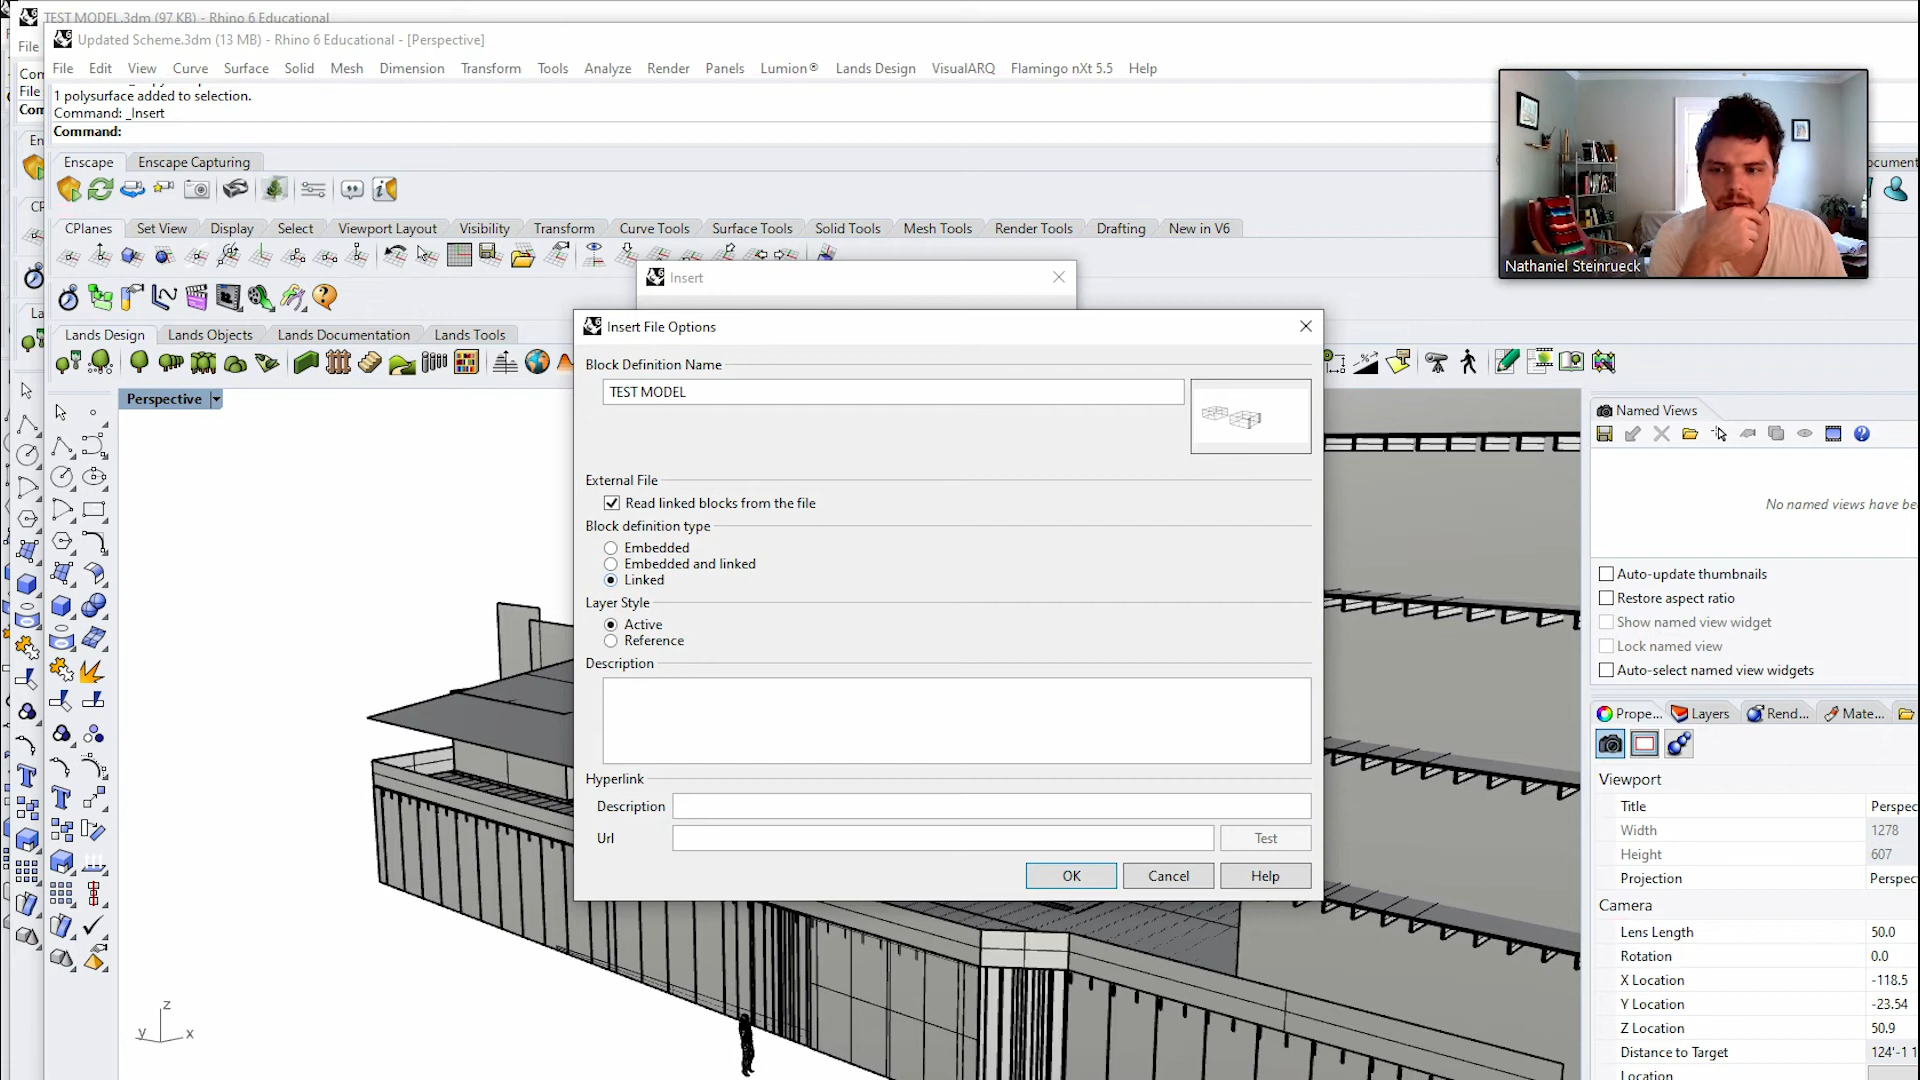 TEST MODEL.3dm (97 KB) - Rhino 6 Educational
File
Updated Scheme.3dm (13 MB) - Rhino 6 Educational - [Perspective]
File Edit View Curve Surface Solid Mesh Dimension Transform Tools Analyze Render Panels Lumion® Lands Design VisualARQ Flamingo nXt 5.5 Help
1 polysurface added to selection.
Command: _Insert
Command:
Enscape Enscape Capturing
CPlanes Set View Display Select Viewport Layout Visibility Transform Curve Tools Surface Tools Solid Tools Mesh Tools Render Tools Drafting New in V6
Nathaniel Steinrueck
Insert
Insert File Options
Lands Design Lands Objects Lands Documentation Lands Tools
Perspective
Block Definition Name
TEST MODEL
External File
Read linked blocks from the file
Block definition type
Embedded
Embedded and linked
Linked
Layer Style
Active
Reference
Description
Hyperlink
Description
Url
Test
OK Cancel Help
Named Views
No named views have be
Auto-update thumbnails
Restore aspect ratio
Show named view widget
Lock named view
Auto-select named view widgets
Prope... Layers Rend... Mate...
Viewport
Title Perspec
Width 1278
Height 607
Projection Perspec
Camera
Lens Length 50.0
Rotation 0.0
X Location -118.5
Y Location -23.54
Z Location 50.9
Distance to Target 124'-1 1
Location
z
y x